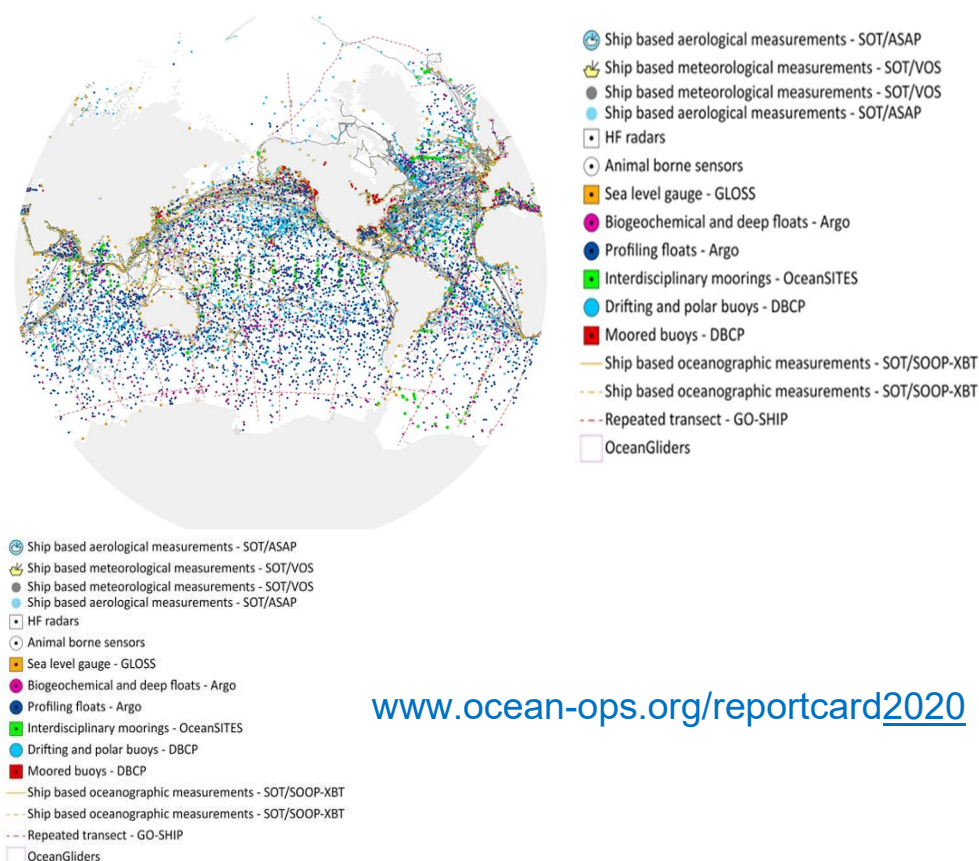 Ship based aerological measurements - SOT/ASAP
Ship based meteorological measurements - SOT/VOS
Ship based meteorological measurements - SOT/VOS
Ship based aerological measurements - SOT/ASAP
HF radars
Animal borne sensors
Sea level gauge - GLOSS
Biogeochemical and deep floats - Argo
Profiling floats - Argo
Interdisciplinary moorings - OceanSITES
Drifting and polar buoys - DBCP
Moored buoys - DBCP
Ship based oceanographic measurements - SOT/SOOP-XBT
Ship based oceanographic measurements - SOT/SOOP-XBT
Repeated transect - GO-SHIP
OceanGliders
Ship based aerological measurements - SOT/ASAP
Ship based meteorological measurements - SOT/VOS
Ship based meteorological measurements - SOT/VOS
Ship based aerological measurements - SOT/ASAP
HF radars
Animal borne sensors
Sea level gauge - GLOSS
Biogeochemical and deep floats - Argo
Profiling floats - Argo
Interdisciplinary moorings - OceanSITES
Drifting and polar buoys - DBCP
Moored buoys - DBCP
Ship based oceanographic measurements - SOT/SOOP-XBT
Ship based oceanographic measurements - SOT/SOOP-XBT
Repeated transect - GO-SHIP
OceanGliders
www.ocean-ops.org/reportcard2020